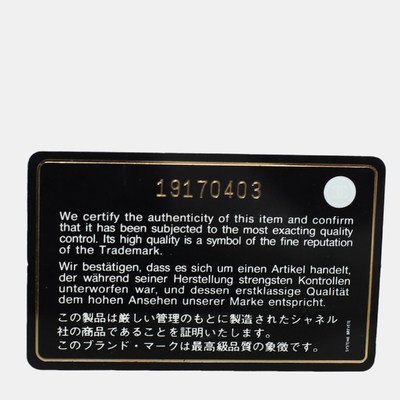 19170403
We certify the authenticity of this item and confirm
that it has been subjected to the most exacting quality
control. Its high quality is a symbol of the fine reputation
of the Trademark.
Wir bestätigen, dass es sich um einen Artikel handelt,
der während seiner Herstellung strengsten Kontrollen
unterworfen war, und dessen erstklassige Qualität
dem hohen Ansehen unserer Marke entspricht.
この製品は厳しい管理のもとに製造されたシャネル
社の商品であることを証明いたします。
このブランド・マークは最高級品質の象徴です。